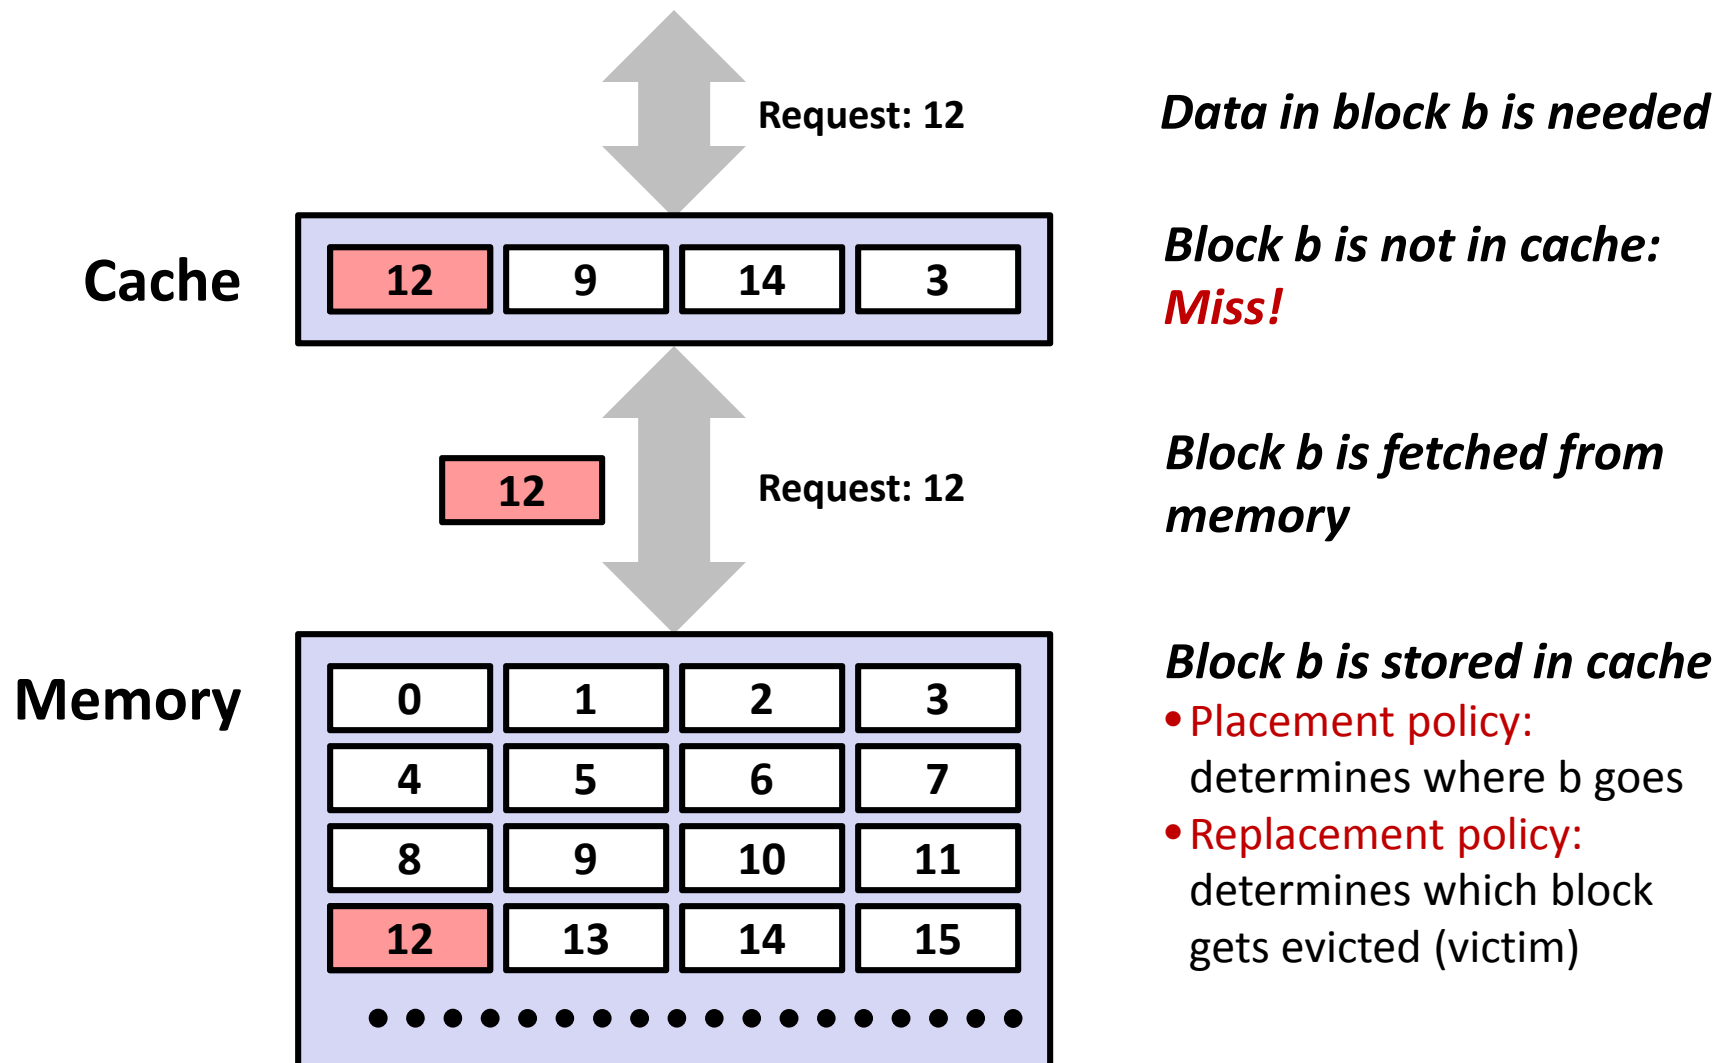 Request: 12
Data in block b is needed
Cache
12 9 14 3
Block b is not in cache:
Miss!
12
Request: 12
Block b is fetched from
memory
Memory
0 1 2 3
4 5 6 7
8 9 10 11
12 13 14 15
Block b is stored in cache
• Placement policy:
determines where b goes
• Replacement policy:
determines which block
gets evicted (victim)